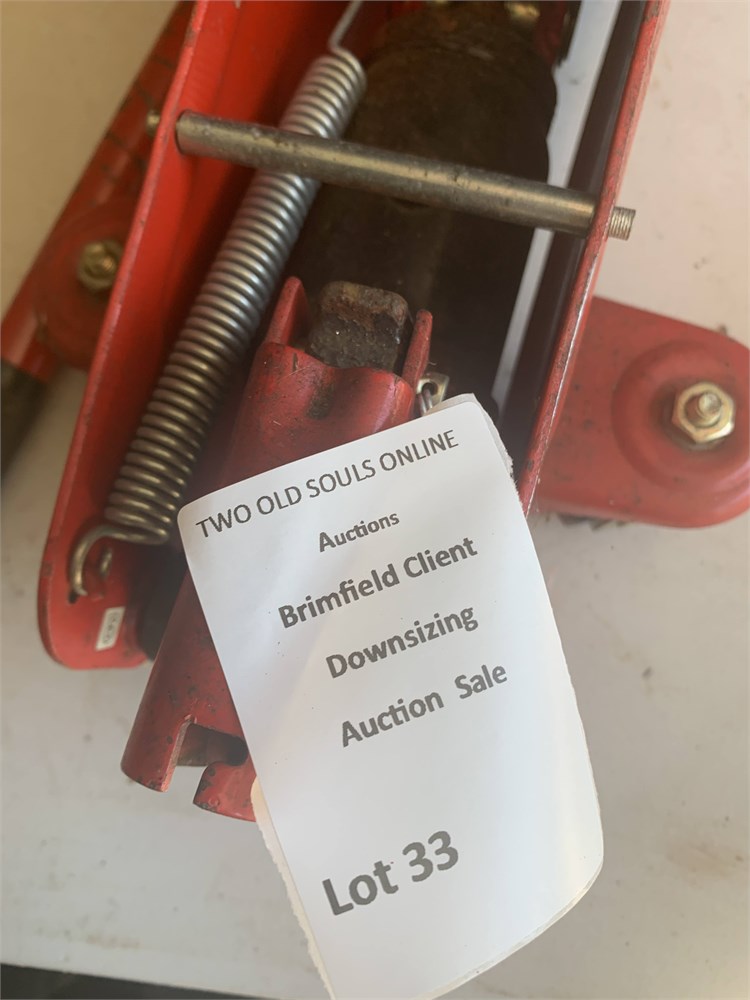 TWO OLD SOULS ONLINE
Auctions
Brimfield Client
Downsizing
Auction Sale
Lot 33